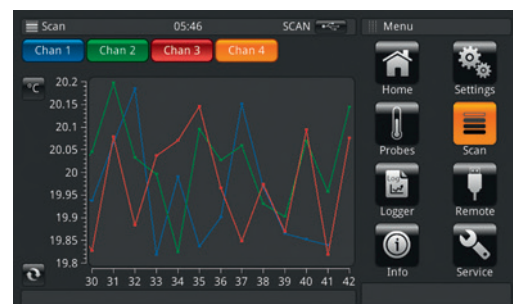 Scan 05:46 SCAN
Menu
Chan 1 Chan 2 Chan 3 Chan 4
°C
20.2
20.15
20.1
20.05
20
19.95
19.9
19.85
19.8
30 31 32 33 34 35 36 37 38 39 40 41 42
Home Settings
Probes Scan
Log
Logger Remote
Info Service